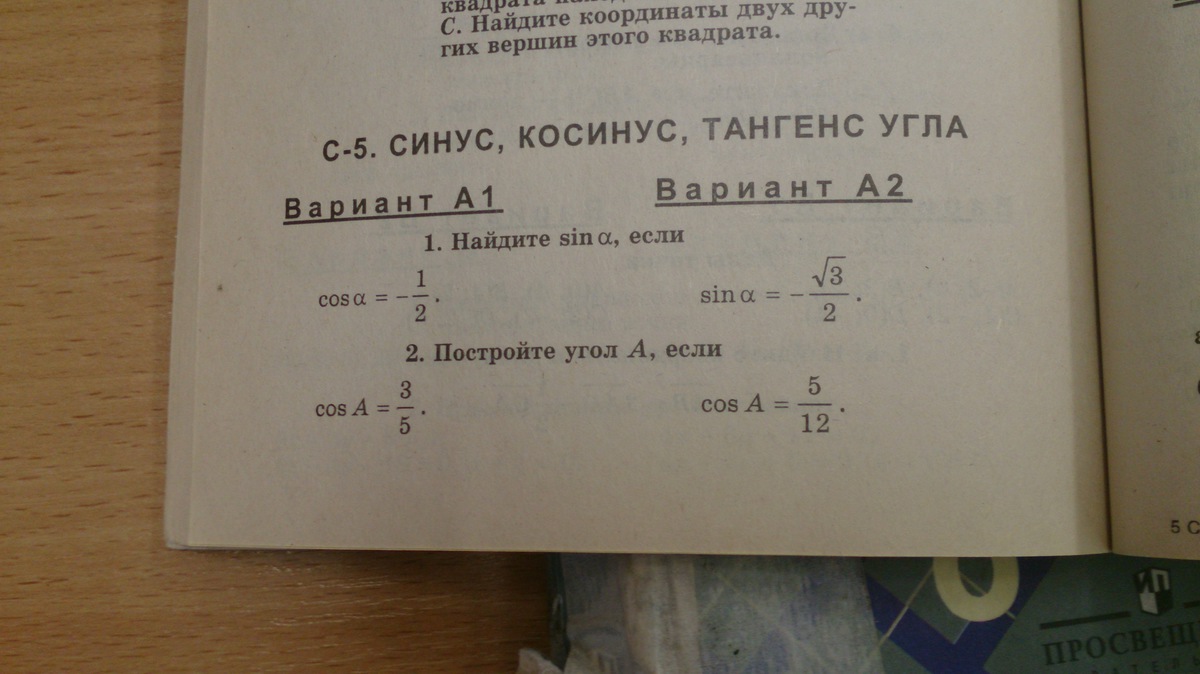 С. Найдите координаты двух дру-
гих вершин этого квадрата.
С-5. СИНУС, КОСИНУС, ТАНГЕНС УГЛА
Вариант А1
Вариант А2
1. Найдите sin α, если
cos α = -1/2.
sin α = -√3/2.
2. Постройте угол А, если
cos A = 3/5.
cos A = 5/12.
5 С
ПРОСВЕЩ